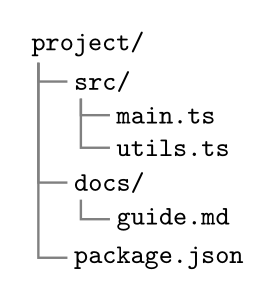 project/
src/
main.ts
utils.ts
docs/
guide.md
package.json